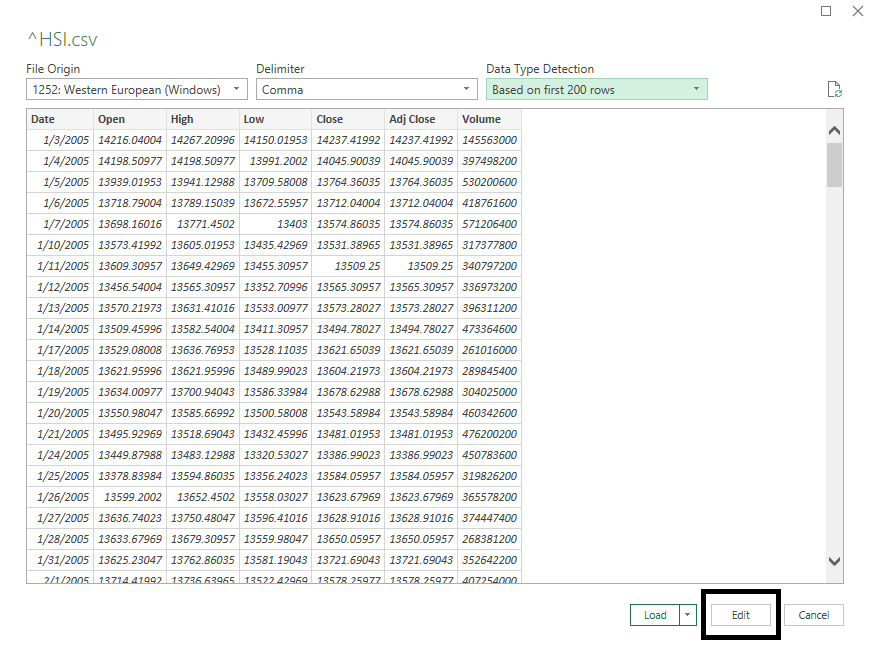 ^HSI.csv
File Origin Delimiter Data Type Detection
1252: Western European (Windows) Comma Based on first 200 rows
Date Open High Low Close Adj Close Volume
1/3/2005 14216.04004 14267.20996 14150.01953 14237.41992 14237.41992 145563000
1/4/2005 14198.50977 14198.50977 13991.2002 14045.90039 14045.90039 397498200
1/5/2005 13939.01953 13941.12988 13709.58008 13764.36035 13764.36035 530200600
1/6/2005 13718.79004 13789.15039 13672.55957 13712.04004 13712.04004 418761600
1/7/2005 13698.16016 13771.4502 13403 13574.86035 13574.86035 571206400
1/10/2005 13573.41992 13605.01953 13435.42969 13531.38965 13531.38965 317377800
1/11/2005 13609.30957 13649.42969 13455.30957 13509.25 13509.25 340797200
1/12/2005 13456.54004 13565.30957 13352.70996 13565.30957 13565.30957 336973200
1/13/2005 13570.21973 13631.41016 13533.00977 13573.28027 13573.28027 396311200
1/14/2005 13509.45996 13582.54004 13411.30957 13494.78027 13494.78027 473364600
1/17/2005 13529.08008 13636.76953 13528.11035 13621.65039 13621.65039 261016000
1/18/2005 13621.95996 13621.95996 13489.99023 13604.21973 13604.21973 289845400
1/19/2005 13634.00977 13700.94043 13586.33984 13678.62988 13678.62988 304025000
1/20/2005 13550.98047 13585.66992 13500.58008 13543.58984 13543.58984 460342600
1/21/2005 13495.92969 13518.69043 13432.45996 13481.01953 13481.01953 476200200
1/24/2005 13449.87988 13483.12988 13320.53027 13386.99023 13386.99023 450783600
1/25/2005 13378.83984 13594.86035 13356.24023 13584.05957 13584.05957 319826200
1/26/2005 13599.2002 13652.4502 13558.03027 13623.67969 13623.67969 365578200
1/27/2005 13636.74023 13750.48047 13596.41016 13628.91016 13628.91016 374447400
1/28/2005 13633.67969 13679.30957 13559.98047 13650.05957 13650.05957 268381200
1/31/2005 13625.23047 13762.86035 13581.19043 13721.69043 13721.69043 352642200
2/1/2005 13714.41992 13736.63965 13522.42969 13578.25977 13578.25977 407254000
Load Edit Cancel